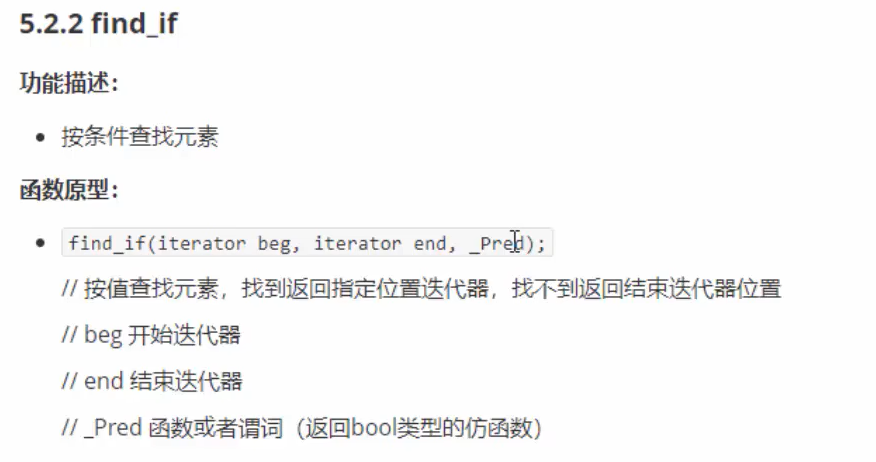 5.2.2 find_if
功能描述：
按条件查找元素
函数原型：
find_if(iterator beg, iterator end, _Pred);
// 按值查找元素，找到返回指定位置迭代器，找不到返回结束迭代器位置
// beg 开始迭代器
// end 结束迭代器
// _Pred 函数或者谓词（返回bool类型的仿函数）